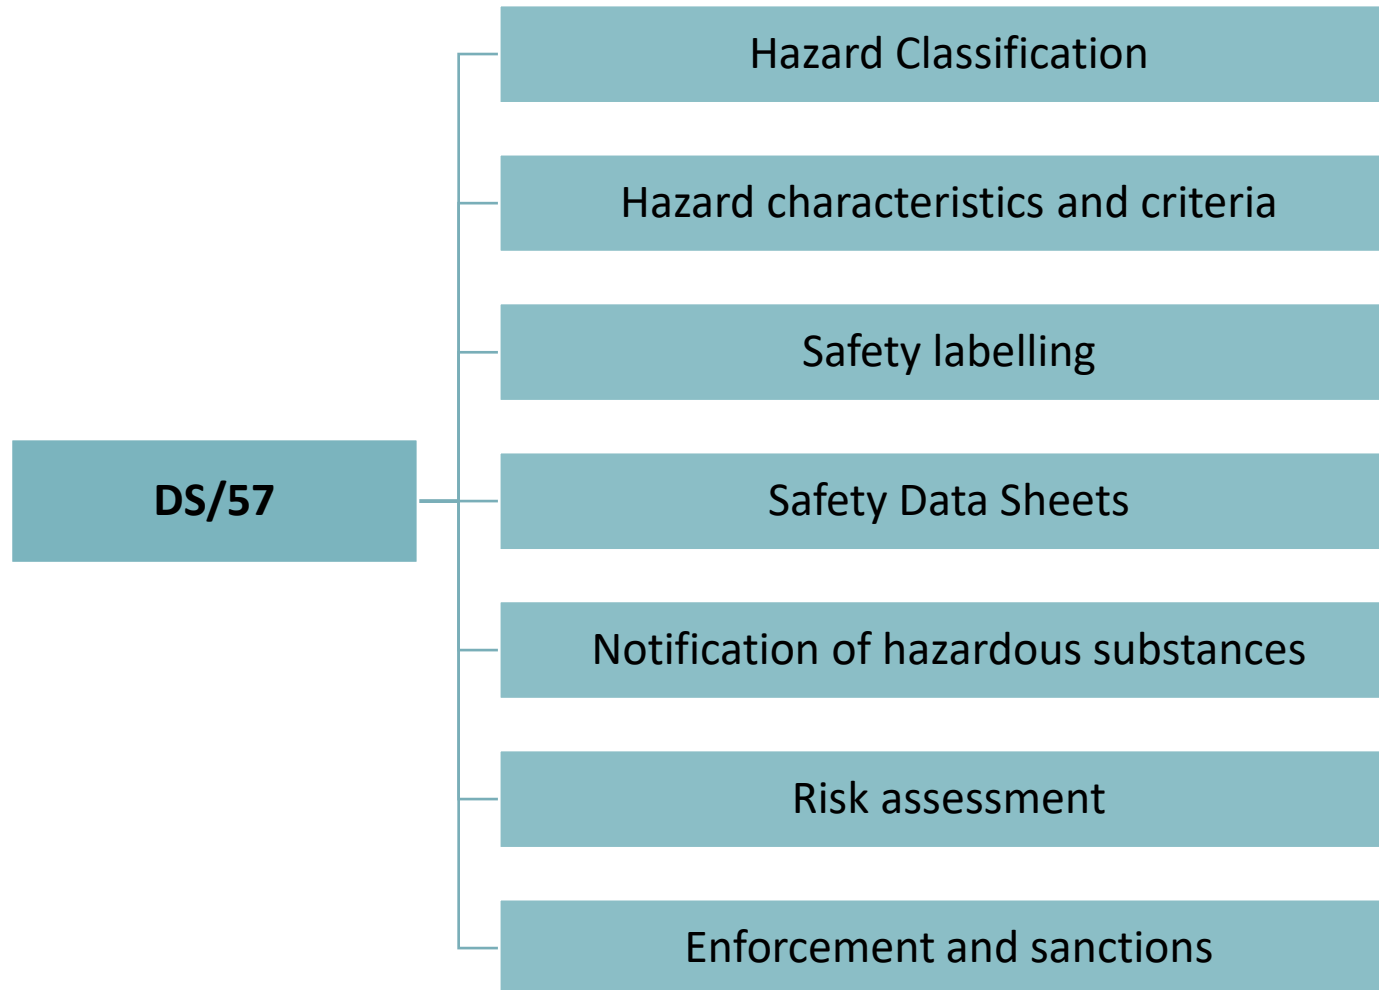 Hazard Classification
Hazard characteristics and criteria
Safety labelling
DS/57
Safety Data Sheets
Notification of hazardous substances
Risk assessment
Enforcement and sanctions